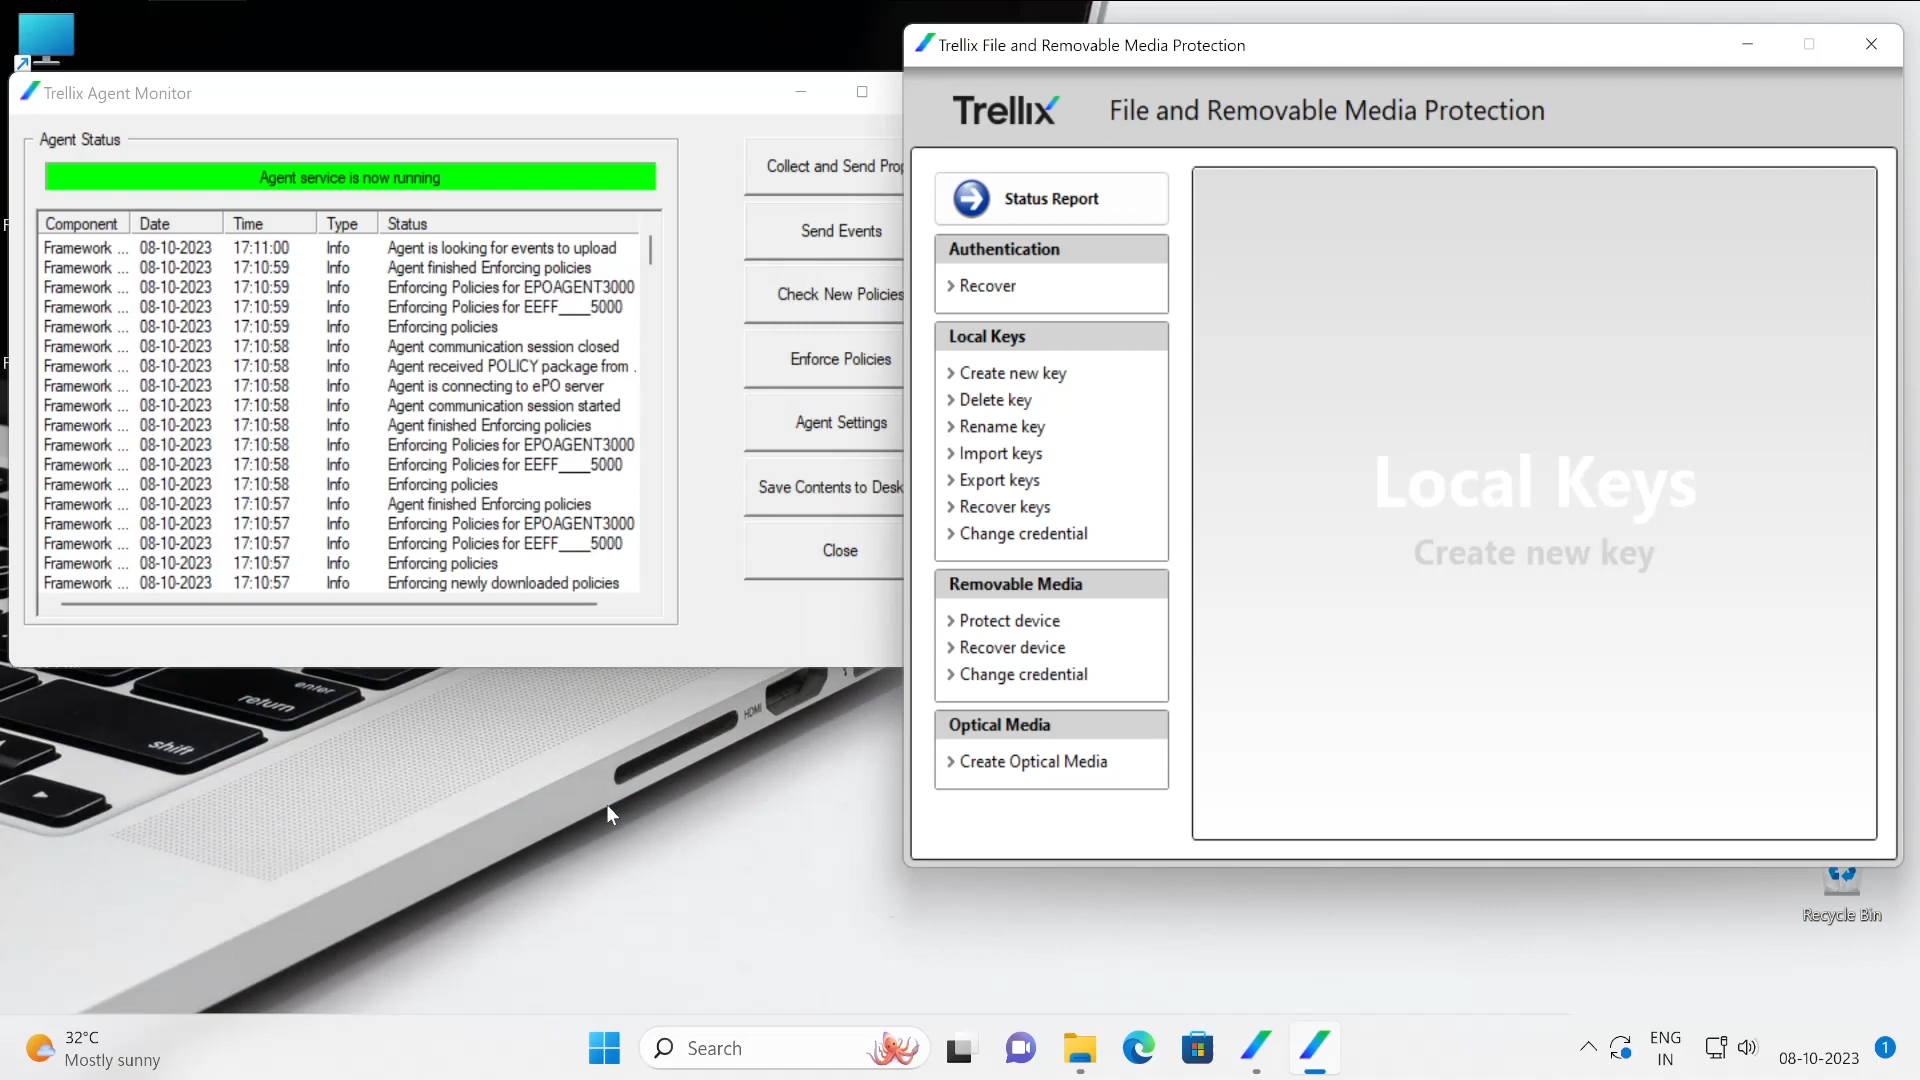 Trellix Agent Monitor
Agent Status
Agent service is now running
Component Date Time Type Status
Framework ... 08-10-2023 17:11:00 Info Agent is looking for events to upload
Framework ... 08-10-2023 17:10:59 Info Agent finished Enforcing policies
Framework ... 08-10-2023 17:10:59 Info Enforcing Policies for EPOAGENT3000
Framework ... 08-10-2023 17:10:59 Info Enforcing Policies for EEFF____5000
Framework ... 08-10-2023 17:10:59 Info Enforcing policies
Framework ... 08-10-2023 17:10:58 Info Agent communication session closed
Framework ... 08-10-2023 17:10:58 Info Agent received POLICY package from .
Framework ... 08-10-2023 17:10:58 Info Agent is connecting to ePO server
Framework ... 08-10-2023 17:10:58 Info Agent communication session started
Framework ... 08-10-2023 17:10:58 Info Agent finished Enforcing policies
Framework ... 08-10-2023 17:10:58 Info Enforcing Policies for EPOAGENT3000
Framework ... 08-10-2023 17:10:58 Info Enforcing Policies for EEFF____5000
Framework ... 08-10-2023 17:10:58 Info Enforcing policies
Framework ... 08-10-2023 17:10:57 Info Agent finished Enforcing policies
Framework ... 08-10-2023 17:10:57 Info Enforcing Policies for EPOAGENT3000
Framework ... 08-10-2023 17:10:57 Info Enforcing Policies for EEFF____5000
Framework ... 08-10-2023 17:10:57 Info Enforcing policies
Framework ... 08-10-2023 17:10:57 Info Enforcing newly downloaded policies
Collect and Send Prop
Send Events
Check New Policies
Enforce Policies
Agent Settings
Save Contents to Desk
Close
Trellix File and Removable Media Protection
Trellix File and Removable Media Protection
Status Report
Authentication
Recover
Local Keys
Create new key
Delete key
Rename key
Import keys
Export keys
Recover keys
Change credential
Removable Media
Protect device
Recover device
Change credential
Optical Media
Create Optical Media
Local Keys
Create new key
enter
return
shift
HDMI
Recycle Bin
32°C
Mostly sunny
Search
ENG
IN
08-10-2023
1